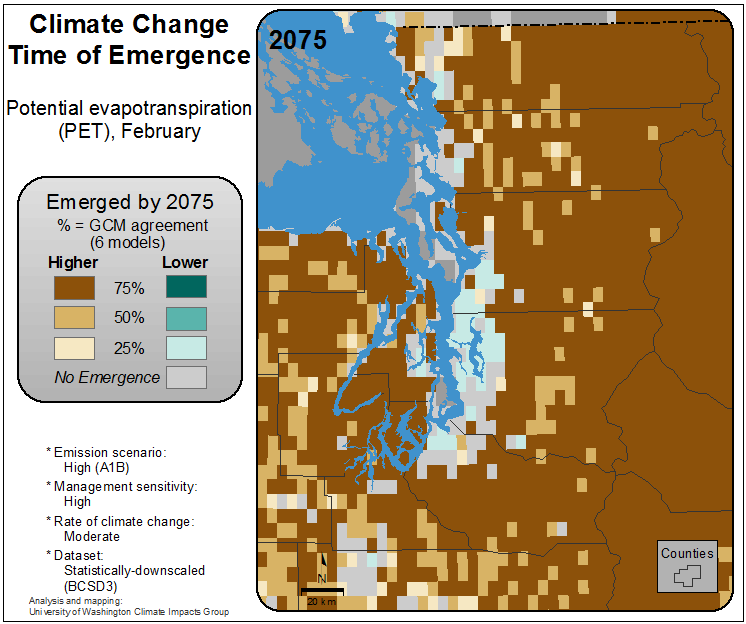 Climate Change
Time of Emergence
Potential evapotranspiration
(PET), February
Emerged by 2075
% = GCM agreement
(6 models)
Higher Lower
75%
50%
25%
No Emergence
* Emission scenario:
High (A1B)
* Management sensitivity:
High
* Rate of climate change:
Moderate
* Dataset:
Statistically-downscaled
(BCSD3)
Analysis and mapping:
University of Washington Climate Impacts Group
2075
N
20 km
Counties